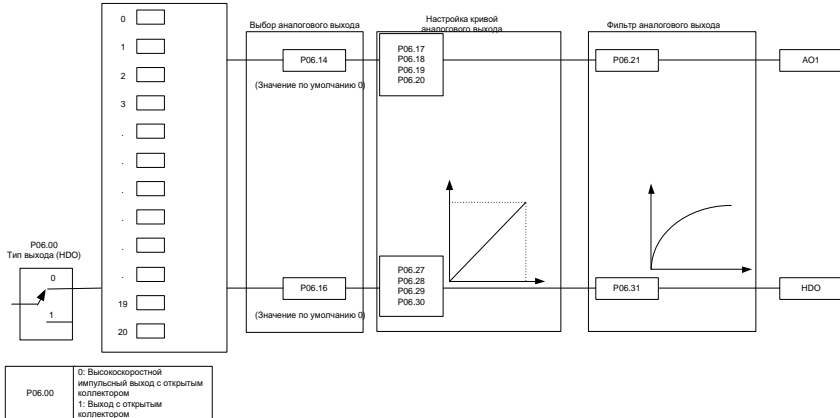 0
1
2
3
.
.
.
.
.
.
19
20
P06.00
Тип выхода (HDO)
0
1
Выбор аналогового выхода
P06.14
(Значение по умолчанию 0)
P06.16
(Значение по умолчанию 0)
Настройка кривой
аналогового выхода
P06.17
P06.18
P06.19
P06.20
P06.27
P06.28
P06.29
P06.30
Фильтр аналогового выхода
P06.21
P06.31
AO1
HDO
P06.00
0: Высокоскоростной
импульсный выход с открытым
коллектором
1: Выход с открытым
коллектором